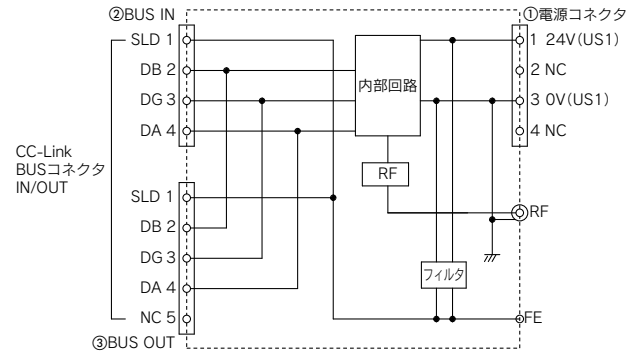 ②BUS IN
SLD 1
DB 2
DG 3
DA 4
CC-Link
BUSコネクタ
IN/OUT
SLD 1
DB 2
DG 3
DA 4
NC 5
③BUS OUT
内部回路
RF
フィルタ
①電源コネクタ
1 24V(US1)
2 NC
3 0V(US1)
4 NC
RF
FE